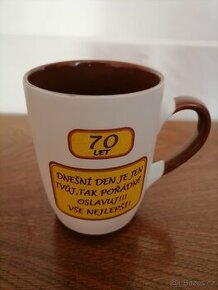 70
LET
DNEŠNÍ DEN JE JEN
TVŮJ, TAK POŘÁDNĚ
OSLAVUJ!!!
VŠE NEJLEPŠÍ!